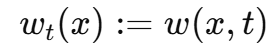 w_t(x) := w(x, t)